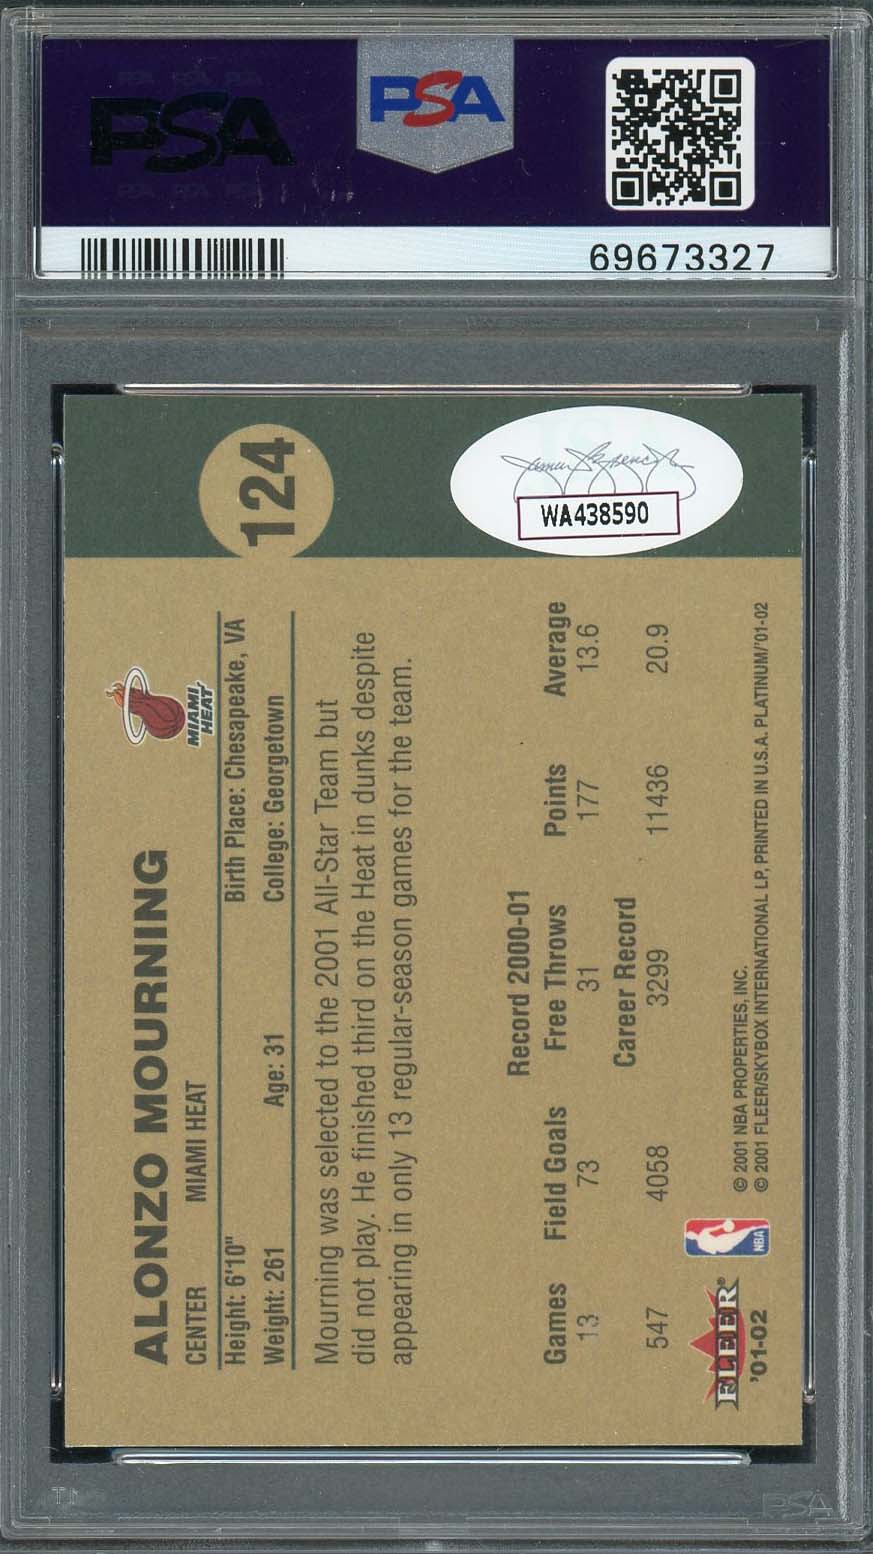 PSA
PSA
69673327
WA438590
124
ALONZO MOURNING
CENTER MIAMI HEAT
MIAMI
HEAT
Height: 6'10" Birth Place: Chesapeake, VA
Weight: 261 Age: 31 College: Georgetown
Mourning was selected to the 2001 All-Star Team but
did not play. He finished third on the Heat in dunks despite
appearing in only 13 regular-season games for the team.
Record 2000-01
Games Field Goals Free Throws Points Average
13 73 31 177 13.6
Career Record
547 4058 3299 11436 20.9
FLEER®
'01-02
NBA
© 2001 NBA PROPERTIES, INC.
© 2001 FLEER/SKYBOX INTERNATIONAL LP, PRINTED IN U.S.A. PLATINUM/'01-02
PSA